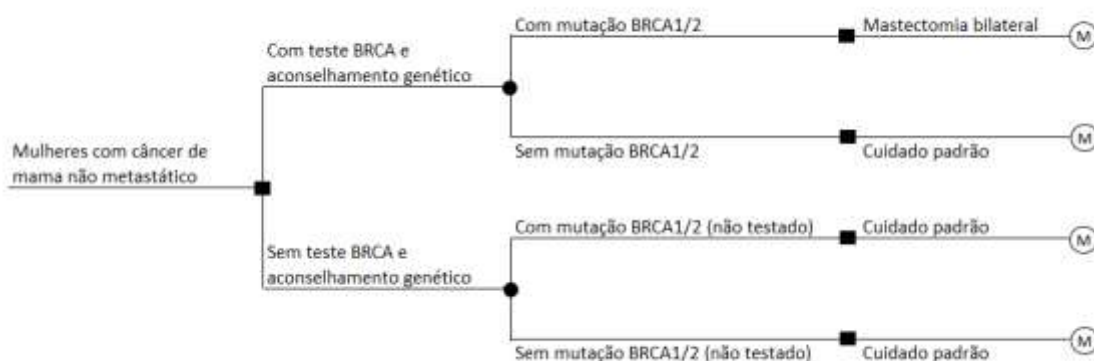 Com mutação BRCA1/2
Mastectomia bilateral
M
Com teste BRCA e
aconselhamento genético
Sem mutação BRCA1/2
Cuidado padrão
M
Mulheres com câncer de
mama não metastático
Com mutação BRCA1/2 (não testado)
Cuidado padrão
M
Sem teste BRCA e
aconselhamento genético
Sem mutação BRCA1/2 (não testado)
Cuidado padrão
M